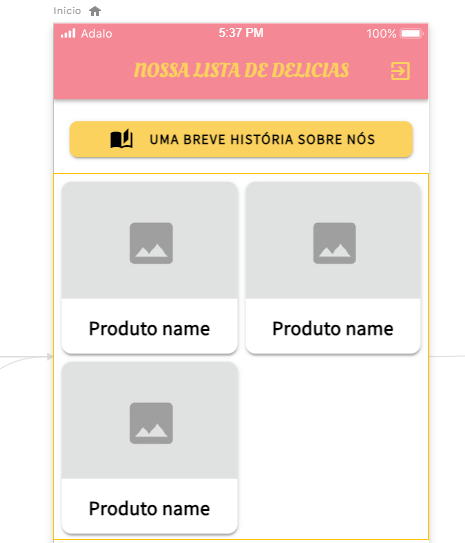 Inicio
Adalo
5:37 PM
100%
NOSSA LISTA DE DELICIAS
UMA BREVE HISTÓRIA SOBRE NÓS
Produto name
Produto name
Produto name